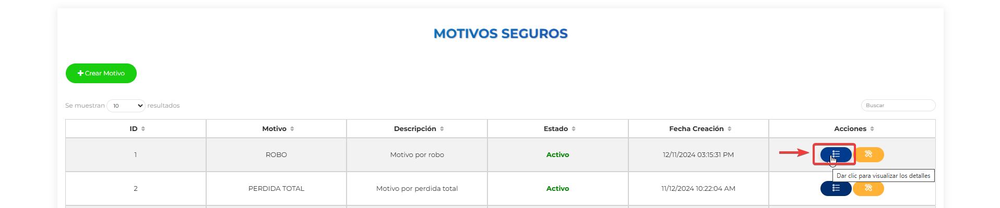 MOTIVOS SEGUROS
Crear Motivo
Se muestran 10 resultados
Buscar
ID Motivo Descripción Estado Fecha Creación Acciones
1 ROBO Motivo por robo Activo 12/11/2024 03:15:31 PM
Dar clic para visualizar los detalles
2 PERDIDA TOTAL Motivo por perdida total Activo 11/12/2024 10:22:04 AM